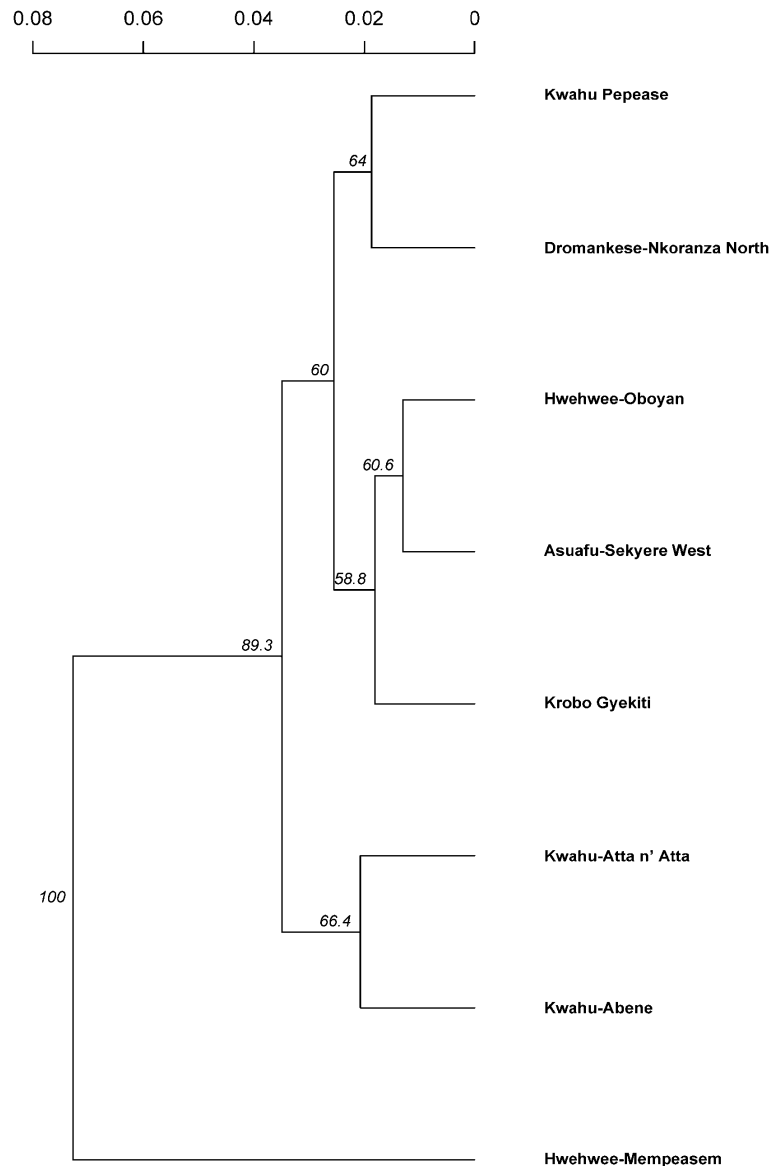 0.08 0.06 0.04 0.02 0
Kwahu Pepease
64
Dromankese-Nkoranza North
60
Hwehwee-Oboyan
60.6
Asuafu-Sekyere West
58.8
89.3
Krobo Gyekiti
Kwahu-Atta n’ Atta
100
66.4
Kwahu-Abene
Hwehwee-Mempeasem